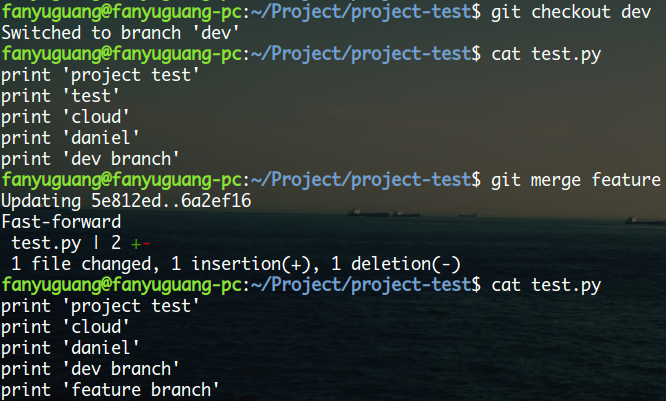 fanyuguang@fanyuguang-pc:~/Project/project-test$ git checkout dev
Switched to branch 'dev'
fanyuguang@fanyuguang-pc:~/Project/project-test$ cat test.py
print 'project test'
print 'test'
print 'cloud'
print 'daniel'
print 'dev branch'
fanyuguang@fanyuguang-pc:~/Project/project-test$ git merge feature
Updating 5e812ed..6a2ef16
Fast-forward
 test.py | 2 +-
 1 file changed, 1 insertion(+), 1 deletion(-)
fanyuguang@fanyuguang-pc:~/Project/project-test$ cat test.py
print 'project test'
print 'cloud'
print 'daniel'
print 'dev branch'
print 'feature branch'